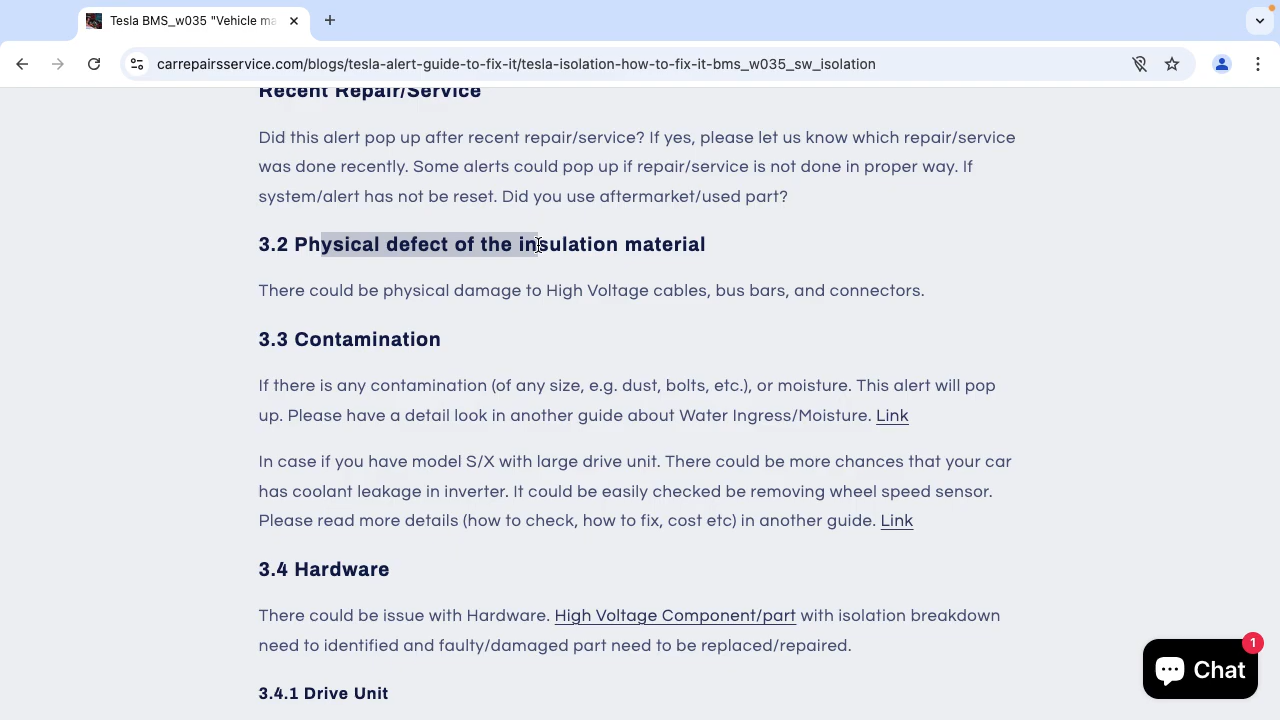 Tesla BMS_w035 "Vehicle ma
carrepairsservice.com/blogs/tesla-alert-guide-to-fix-it/tesla-isolation-how-to-fix-it-bms_w035_sw_isolation
Recent Repair/Service
Did this alert pop up after recent repair/service? If yes, please let us know which repair/service
was done recently. Some alerts could pop up if repair/service is not done in proper way. If
system/alert has not be reset. Did you use aftermarket/used part?
3.2 Physical defect of the insulation material
There could be physical damage to High Voltage cables, bus bars, and connectors.
3.3 Contamination
If there is any contamination (of any size, e.g. dust, bolts, etc.), or moisture. This alert will pop
up. Please have a detail look in another guide about Water Ingress/Moisture. Link
In case if you have model S/X with large drive unit. There could be more chances that your car
has coolant leakage in inverter. It could be easily checked be removing wheel speed sensor.
Please read more details (how to check, how to fix, cost etc) in another guide. Link
3.4 Hardware
There could be issue with Hardware. High Voltage Component/part with isolation breakdown
need to identified and faulty/damaged part need to be replaced/repaired.
1
Chat
3.4.1 Drive Unit